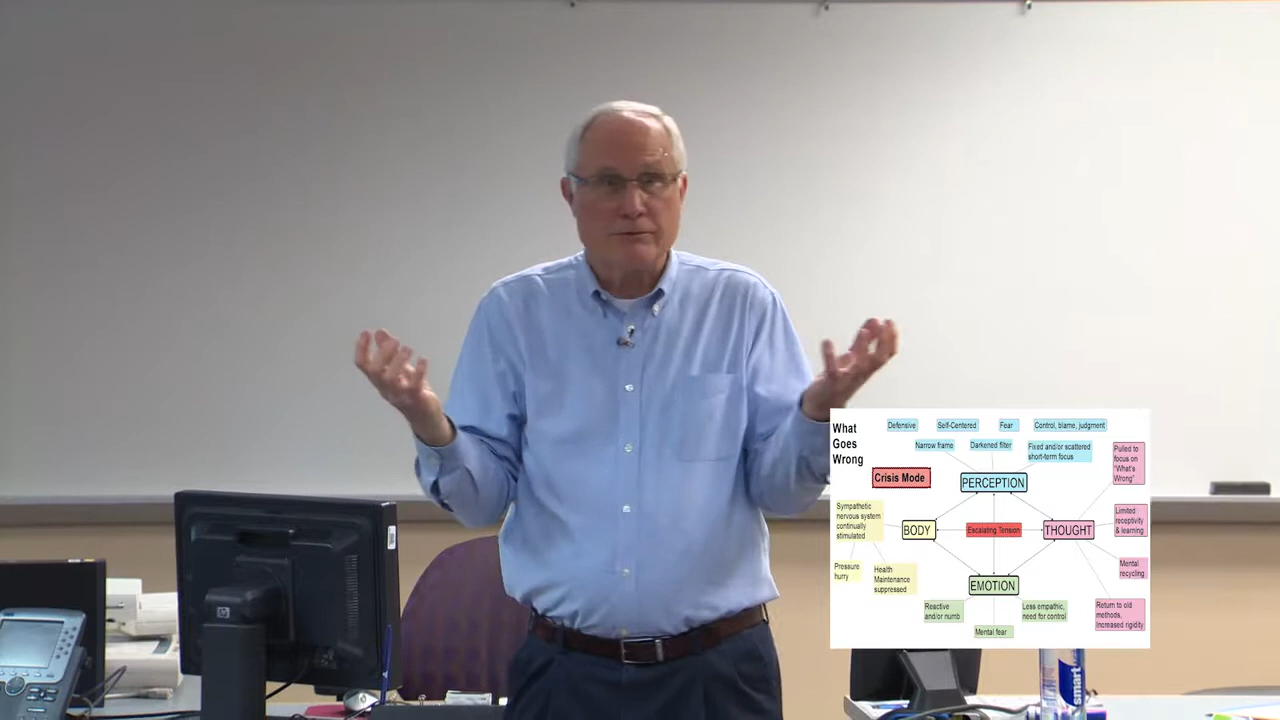 What
Goes
Wrong
Defensive
Self-Centered
Fear
Control, blame, judgment
Narrow frame
Darkened filter
Fixed and/or scattered
short-term focus
Pulled to
focus on
"What's
Wrong"
Crisis Mode
PERCEPTION
Sympathetic
nervous system
continually
stimulated
BODY
Escalating Tension
THOUGHT
Limited
receptivity
& learning
Pressure
hurry
Health
Maintenance
suppressed
EMOTION
Mental
recycling
Reactive
and/or numb
Less empathic,
need for control
Return to old
methods,
Increased rigidity
Mental fear
hp
smart